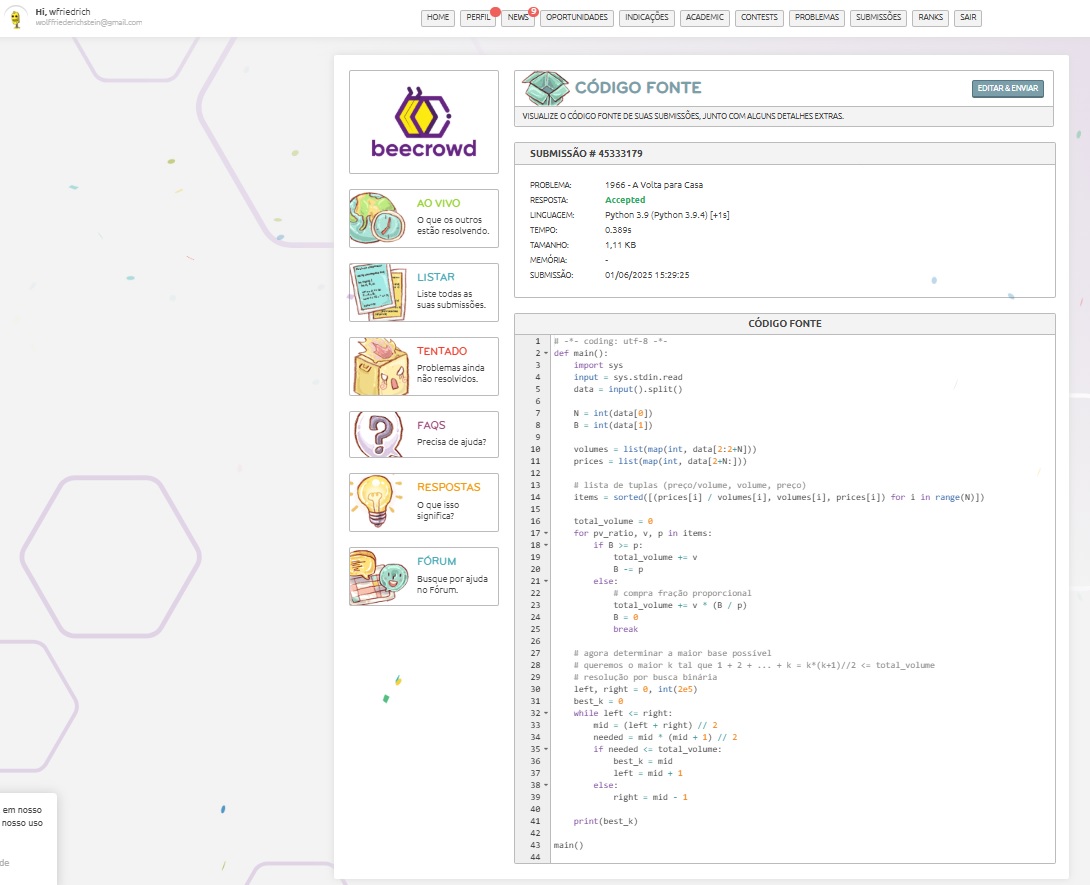 Hi, wfriedrich
wolffriederichstein@gmail.com
HOME
PERFIL
NEWS
9
OPORTUNIDADES
INDICAÇÕES
ACADEMIC
CONTESTS
PROBLEMAS
SUBMISSÕES
RANKS
SAIR
beecrowd
AO VIVO
O que os outros
estão resolvendo.
LISTAR
Liste todas as
suas submissões.
TENTADO
Problemas ainda
não resolvidos.
FAQS
Precisa de ajuda?
RESPOSTAS
O que isso
significa?
FÓRUM
Busque por ajuda
no Fórum.
CÓDIGO FONTE
EDITAR & ENVIAR
VISUALIZE O CÓDIGO FONTE DE SUAS SUBMISSÕES, JUNTO COM ALGUNS DETALHES EXTRAS.
SUBMISSÃO # 45333179
PROBLEMA: 1966 - A Volta para Casa
RESPOSTA: Accepted
LINGUAGEM: Python 3.9 (Python 3.9.4) [+1s]
TEMPO: 0.389s
TAMANHO: 1,11 KB
MEMÓRIA: -
SUBMISSÃO: 01/06/2025 15:29:25
CÓDIGO FONTE
1 # -*- coding: utf-8 -*-
2 def main():
3     import sys
4     input = sys.stdin.read
5     data = input().split()
6
7     N = int(data[0])
8     B = int(data[1])
9
10     volumes = list(map(int, data[2:2+N]))
11     prices = list(map(int, data[2+N:]))
12
13     # lista de tuplas (preço/volume, volume, preço)
14     items = sorted([(prices[i] / volumes[i], volumes[i], prices[i]) for i in range(N)])
15
16     total_volume = 0
17     for pv_ratio, v, p in items:
18         if B >= p:
19             total_volume += v
20             B -= p
21         else:
22             # compra fração proporcional
23             total_volume += v * (B / p)
24             B = 0
25             break
26
27     # agora determinar a maior base possível
28     # queremos o maior k tal que 1 + 2 + ... + k = k*(k+1)//2 <= total_volume
29     # resolução por busca binária
30     left, right = 0, int(2e5)
31     best_k = 0
32     while left <= right:
33         mid = (left + right) // 2
34         needed = mid * (mid + 1) // 2
35         if needed <= total_volume:
36             best_k = mid
37             left = mid + 1
38         else:
39             right = mid - 1
40
41     print(best_k)
42
43 main()
44
em nosso
nosso uso
de